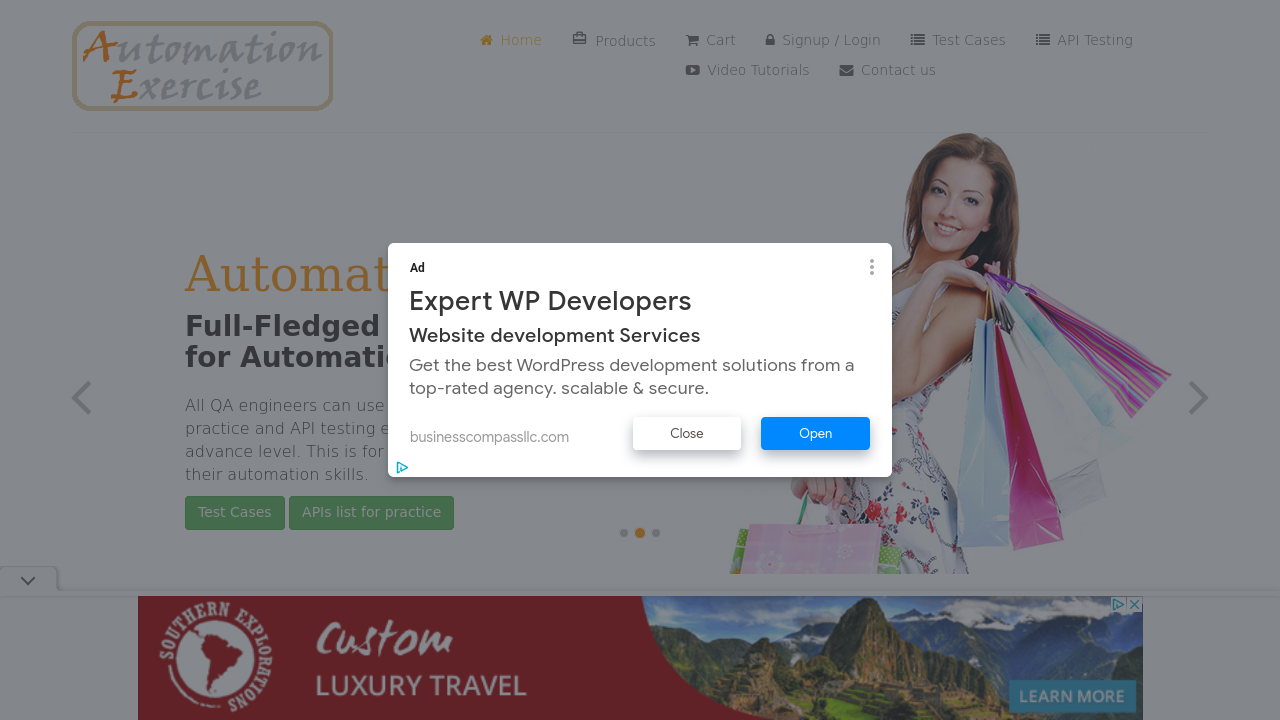 Automation
Exercise
Home
Products
Cart
Signup / Login
Test Cases
API Testing
Video Tutorials
Contact us
Automat
Full-Fledged
for Automatio
All QA engineers can use
practice and API testing e
advance level. This is for
their automation skills.
Test Cases
APIs list for practice
Ad
Expert WP Developers
Website development Services
Get the best WordPress development solutions from a
top-rated agency. scalable & secure.
businesscompassllc.com
Close
Open
SOUTHERN EXPLORATIONS
Custom
LUXURY TRAVEL
LEARN MORE